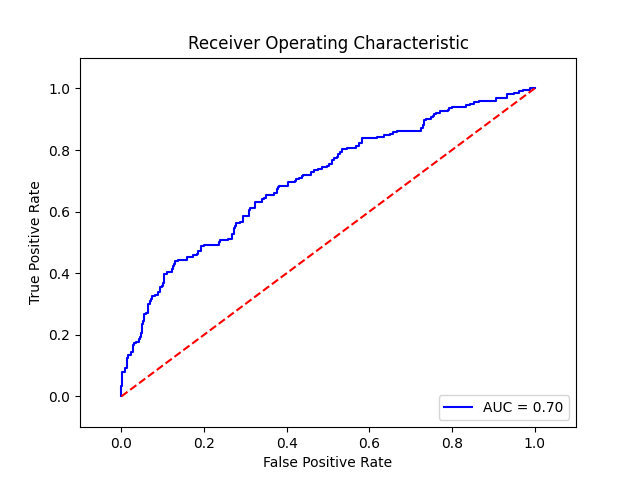 Receiver Operating Characteristic
True Positive Rate
1.0
0.8
0.6
0.4
0.2
0.0
AUC = 0.70
0.0 0.2 0.4 0.6 0.8 1.0
False Positive Rate